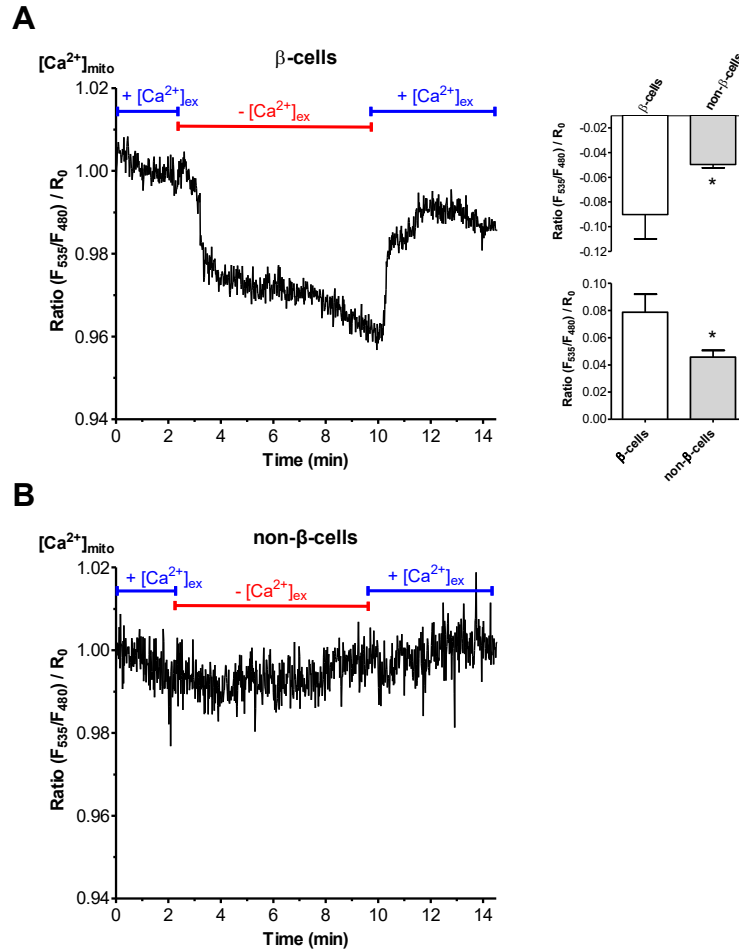 A
[Ca²⁺]mito
β-cells
+ [Ca²⁺]ex
- [Ca²⁺]ex
+ [Ca²⁺]ex
Ratio (F535/F480) / R0
1.02
1.00
0.98
0.96
0.94
0 2 4 6 8 10 12 14
Time (min)
β-cells
non-β-cells
Ratio (F535/F480) / R0
-0.02
-0.04
-0.06
-0.08
-0.10
-0.12
*
Ratio (F535/F480) / R0
0.10
0.08
0.06
0.04
0.02
0.00
*
β-cells
non-β-cells
B
[Ca²⁺]mito
non-β-cells
+ [Ca²⁺]ex
- [Ca²⁺]ex
+ [Ca²⁺]ex
Ratio (F535/F480) / R0
1.02
1.00
0.98
0.96
0.94
0 2 4 6 8 10 12 14
Time (min)